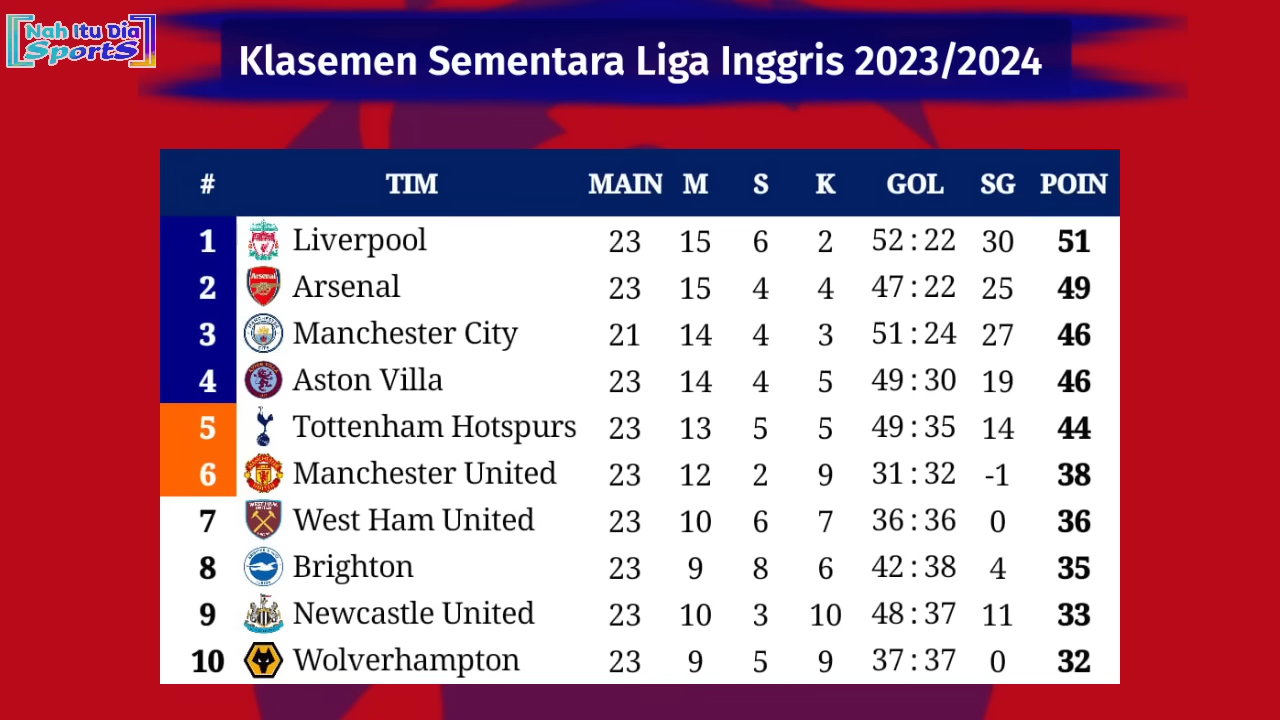 Nah Itu Dia
Sports
Klasemen Sementara Liga Inggris 2023/2024
# TIM MAIN M S K GOL SG POIN
1 Liverpool 23 15 6 2 52 : 22 30 51
2 Arsenal 23 15 4 4 47 : 22 25 49
3 Manchester City 21 14 4 3 51 : 24 27 46
4 Aston Villa 23 14 4 5 49 : 30 19 46
5 Tottenham Hotspurs 23 13 5 5 49 : 35 14 44
6 Manchester United 23 12 2 9 31 : 32 -1 38
7 West Ham United 23 10 6 7 36 : 36 0 36
8 Brighton 23 9 8 6 42 : 38 4 35
9 Newcastle United 23 10 3 10 48 : 37 11 33
10 Wolverhampton 23 9 5 9 37 : 37 0 32